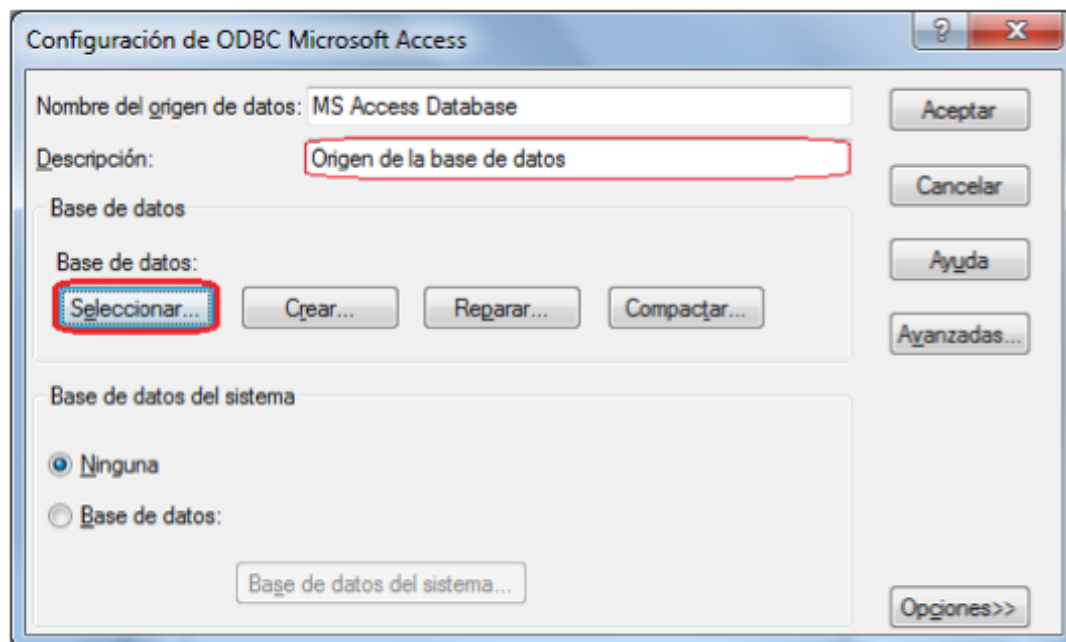 Configuración de ODBC Microsoft Access
Nombre del origen de datos: MS Access Database
Aceptar
Descripción: Origen de la base de datos
Cancelar
Base de datos
Base de datos:
Ayuda
Seleccionar... Crear... Reparar... Compactar...
Avanzadas...
Base de datos del sistema
Ninguna
Base de datos:
Base de datos del sistema...
Opciones>>